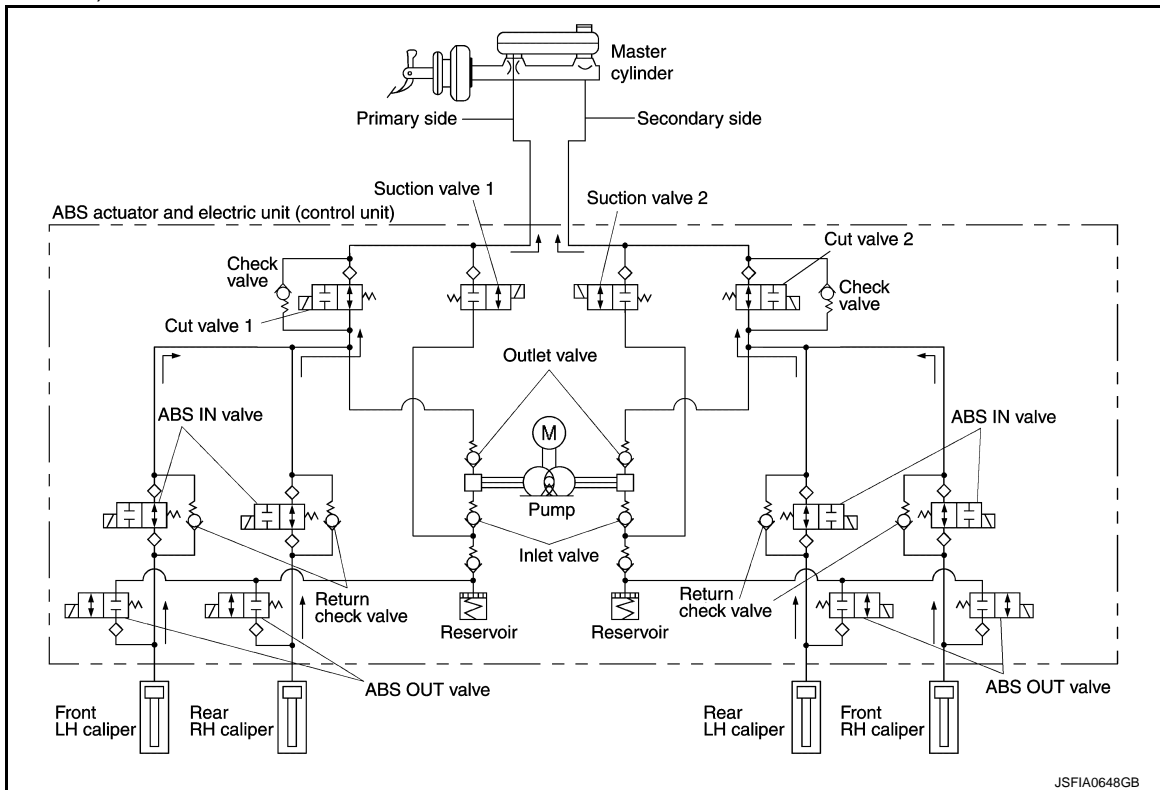 Master
cylinder
Primary side
Secondary side
Suction valve 1
Suction valve 2
ABS actuator and electric unit (control unit)
Cut valve 2
Check
valve
Check
valve
Cut valve 1
Outlet valve
ABS IN valve
ABS IN valve
M
Pump
Inlet valve
Return
check valve
Return
check valve
Reservoir
Reservoir
ABS OUT valve
ABS OUT valve
Front
LH caliper
Rear
RH caliper
Rear
LH caliper
Front
RH caliper
JSFIA0648GB